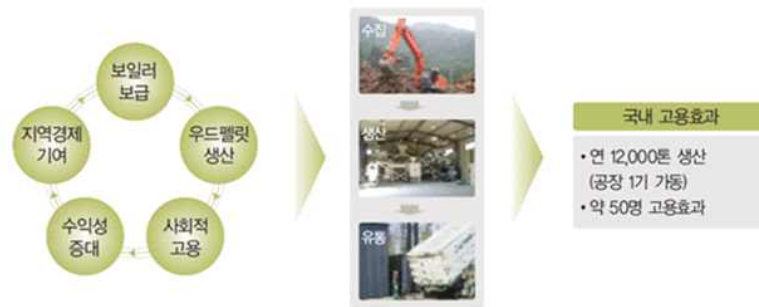 보일러
보급
우드펠릿
생산
사회적
고용
수익성
증대
지역경제
기여
수집
생산
유통
국내 고용효과
• 연 12,000톤 생산
(공장 1기 가동)
• 약 50명 고용효과